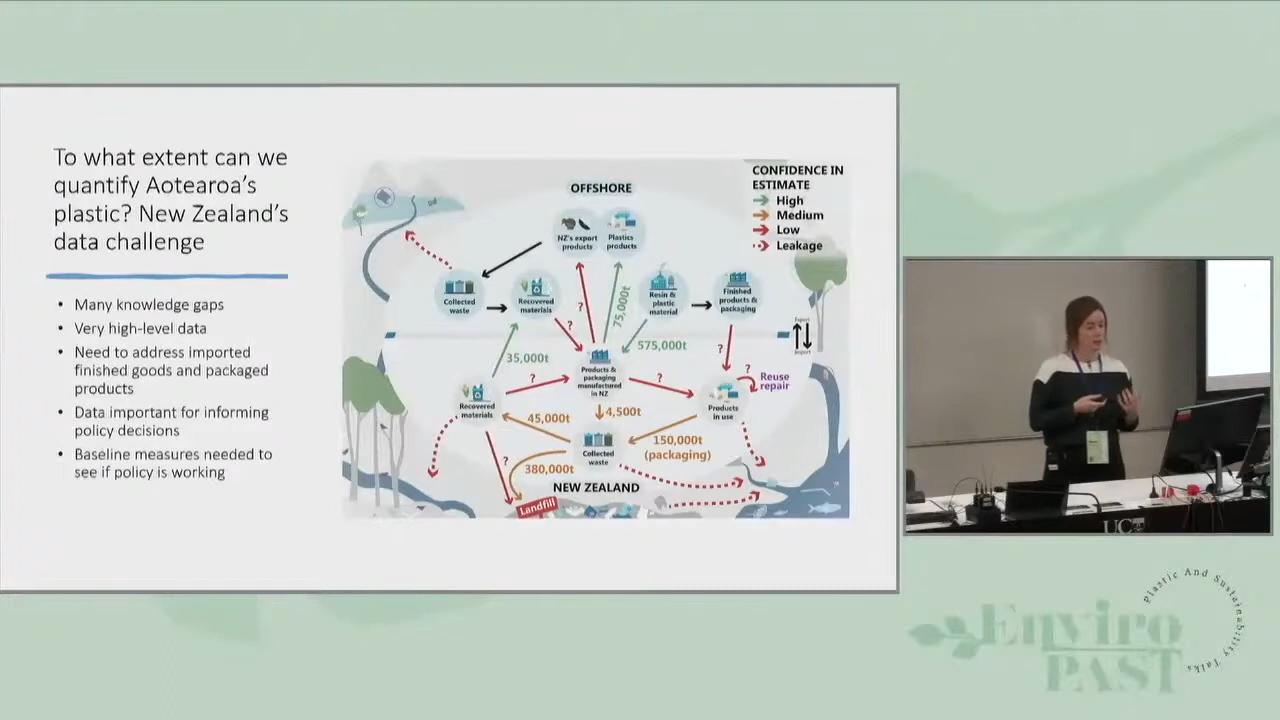 To what extent can we
quantify Aotearoa's
plastic? New Zealand's
data challenge
• Many knowledge gaps
• Very high-level data
• Need to address imported
finished goods and packaged
products
• Data important for informing
policy decisions
• Baseline measures needed to
see if policy is working
OFFSHORE
CONFIDENCE IN
ESTIMATE
High
Medium
Low
Leakage
NZ's export
products
Plastics
products
Collected
waste
Recovered
materials
Resin &
plastic
material
Finished
products &
packaging
?
?
75,000t
575,000t
?
Export
Import
35,000t
Products &
packaging
manufactured
in NZ
?
?
?
Reuse
repair
Recovered
materials
Products
in use
4,500t
45,000t
150,000t
(packaging)
Collected
waste
?
380,000t
NEW ZEALAND
Landfill
UC
Enviro
PAST
Plastic And Sustainability Talks